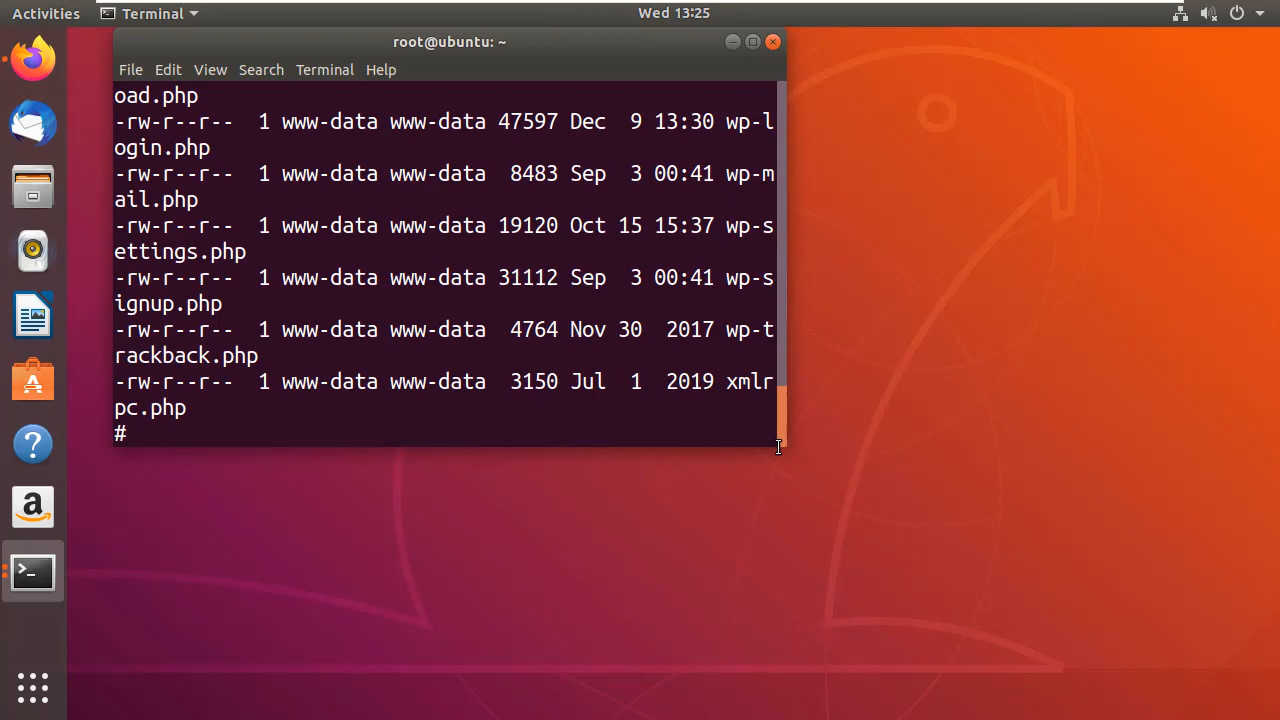 Activities Terminal Wed 13:25
root@ubuntu: ~
File Edit View Search Terminal Help
oad.php
-rw-r--r--  1 www-data www-data 47597 Dec  9 13:30 wp-l
ogin.php
-rw-r--r--  1 www-data www-data  8483 Sep  3 00:41 wp-m
ail.php
-rw-r--r--  1 www-data www-data 19120 Oct 15 15:37 wp-s
ettings.php
-rw-r--r--  1 www-data www-data 31112 Sep  3 00:41 wp-s
ignup.php
-rw-r--r--  1 www-data www-data  4764 Nov 30  2017 wp-t
rackback.php
-rw-r--r--  1 www-data www-data  3150 Jul  1  2019 xmlr
pc.php
#